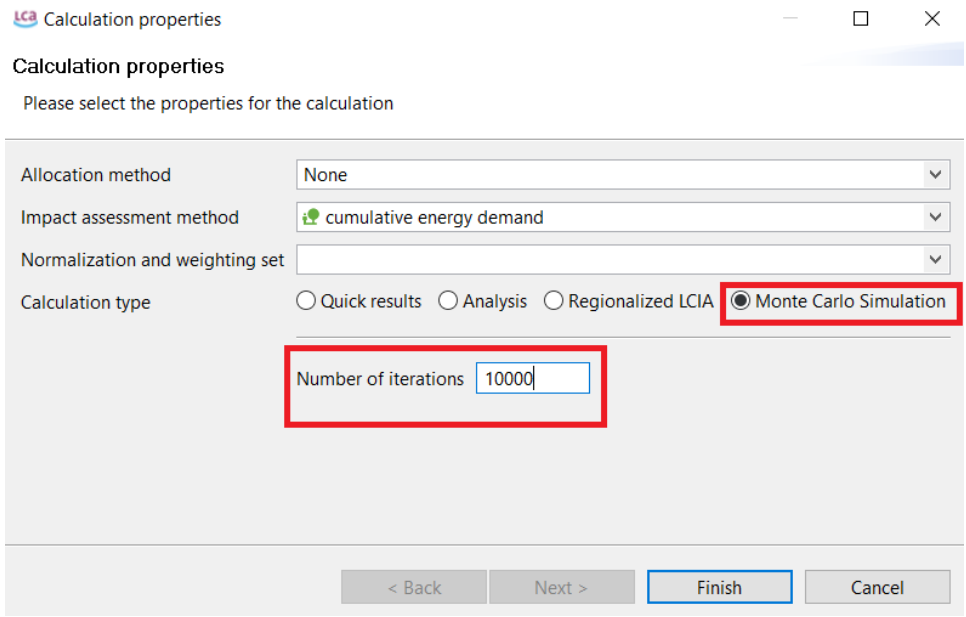 LCA Calculation properties
Calculation properties
Please select the properties for the calculation
Allocation method None
Impact assessment method cumulative energy demand
Normalization and weighting set
Calculation type Quick results Analysis Regionalized LCIA Monte Carlo Simulation
Number of iterations 10000
< Back Next > Finish Cancel